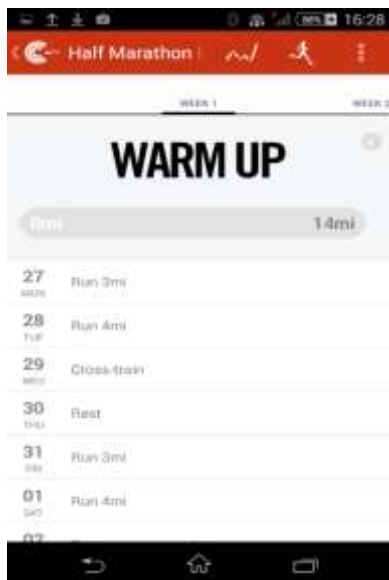 16:28
Half Marathon
WEEK 1
WEEK 2
WARM UP
0mi 14mi
27 Run 3mi
MON
28 Run 4mi
TUE
29 Cross-train
WED
30 Rest
THU
31 Run 3mi
FRI
01 Run 4mi
SAT
02